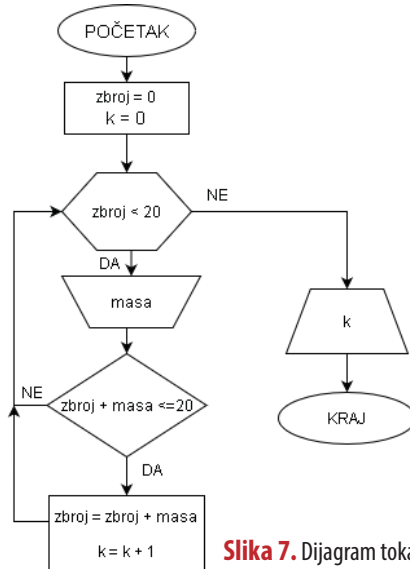 POČETAK
zbroj = 0
k = 0
zbroj < 20
NE
DA
masa
k
NE
zbroj + masa <=20
KRAJ
DA
zbroj = zbroj + masa
k = k + 1
Slika 7. Dijagram toka